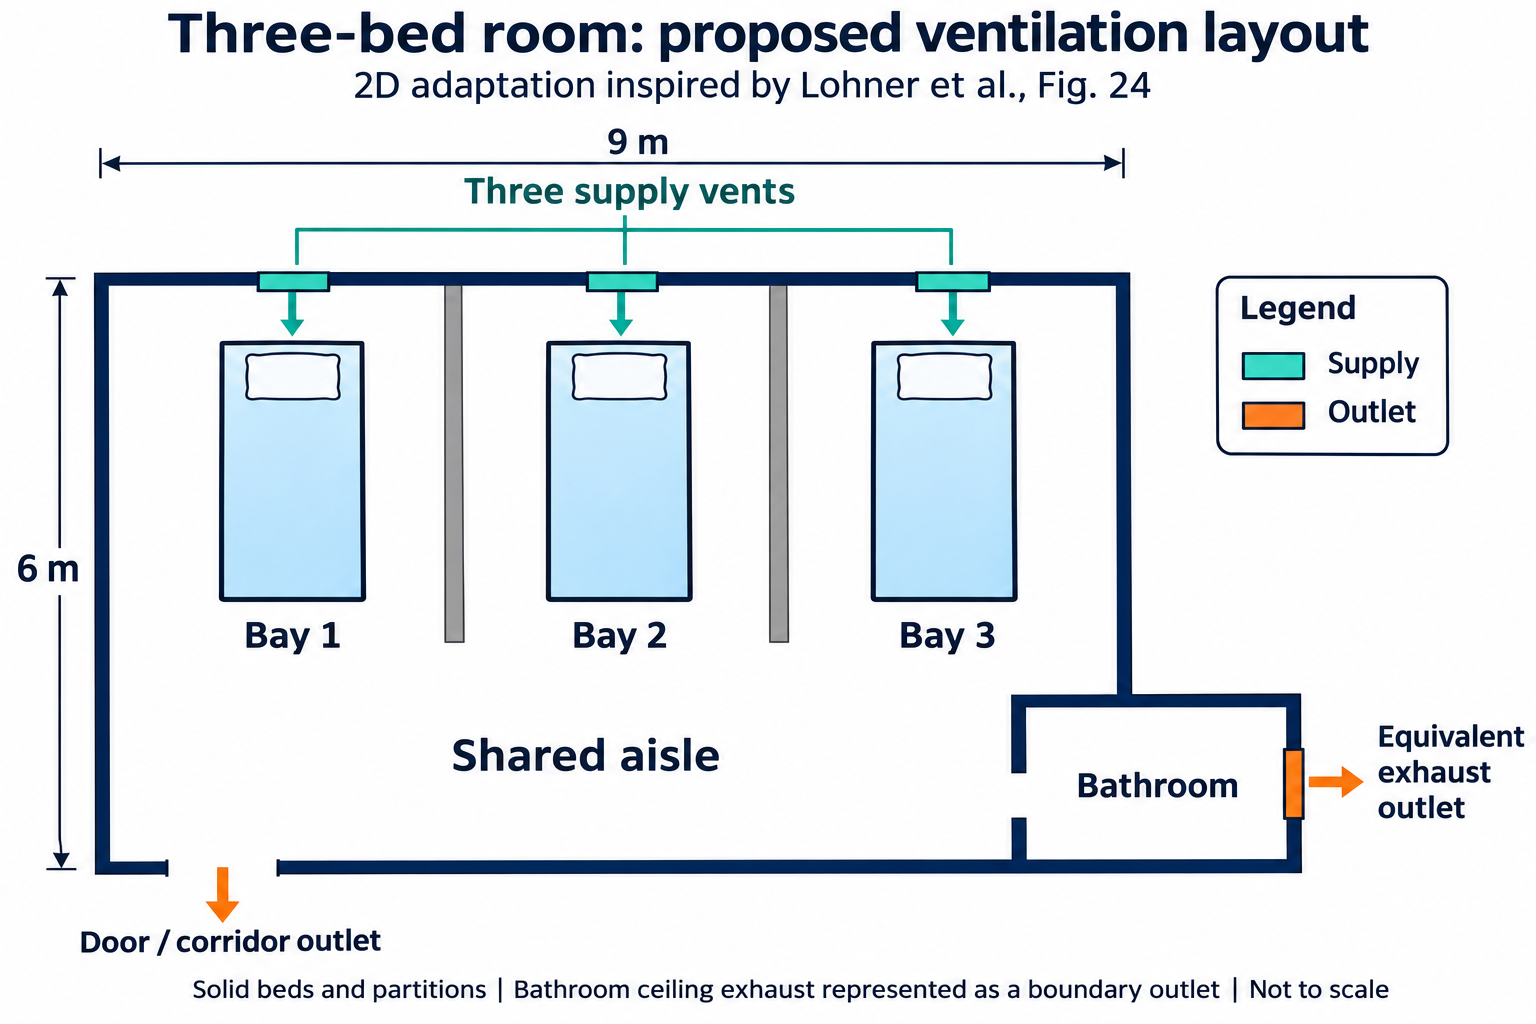 Three-bed room: proposed ventilation layout
2D adaptation inspired by Lohner et al., Fig. 24
9 m
Three supply vents
Legend
Supply
Outlet
6 m
Bay 1
Bay 2
Bay 3
Shared aisle
Bathroom
Equivalent
exhaust
outlet
Door / corridor outlet
Solid beds and partitions | Bathroom ceiling exhaust represented as a boundary outlet | Not to scale